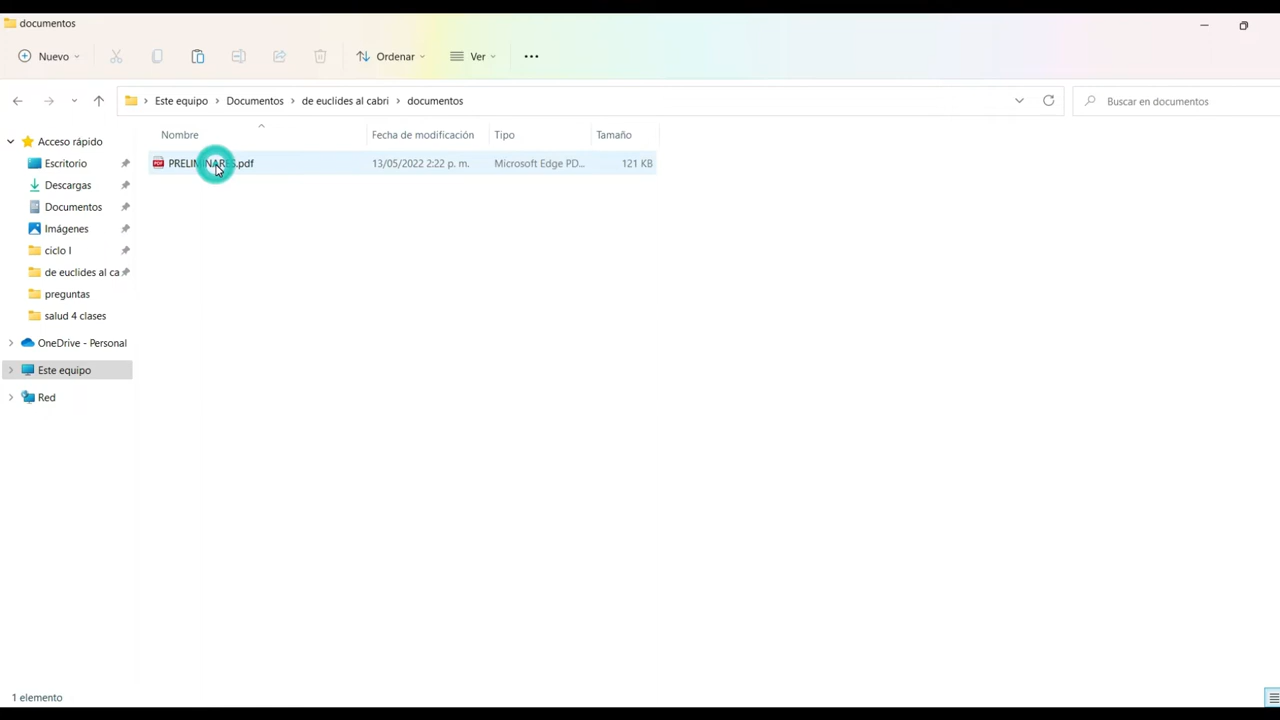 documentos
Nuevo
Ordenar
Ver
Este equipo > Documentos > de euclides al cabri > documentos
Buscar en documentos
Nombre
Fecha de modificación
Tipo
Tamaño
PRELIMINARES.pdf
13/05/2022 2:22 p. m.
Microsoft Edge PD...
121 KB
Acceso rápido
Escritorio
Descargas
Documentos
Imágenes
ciclo I
de euclides al ca
preguntas
salud 4 clases
OneDrive - Personal
Este equipo
Red
1 elemento